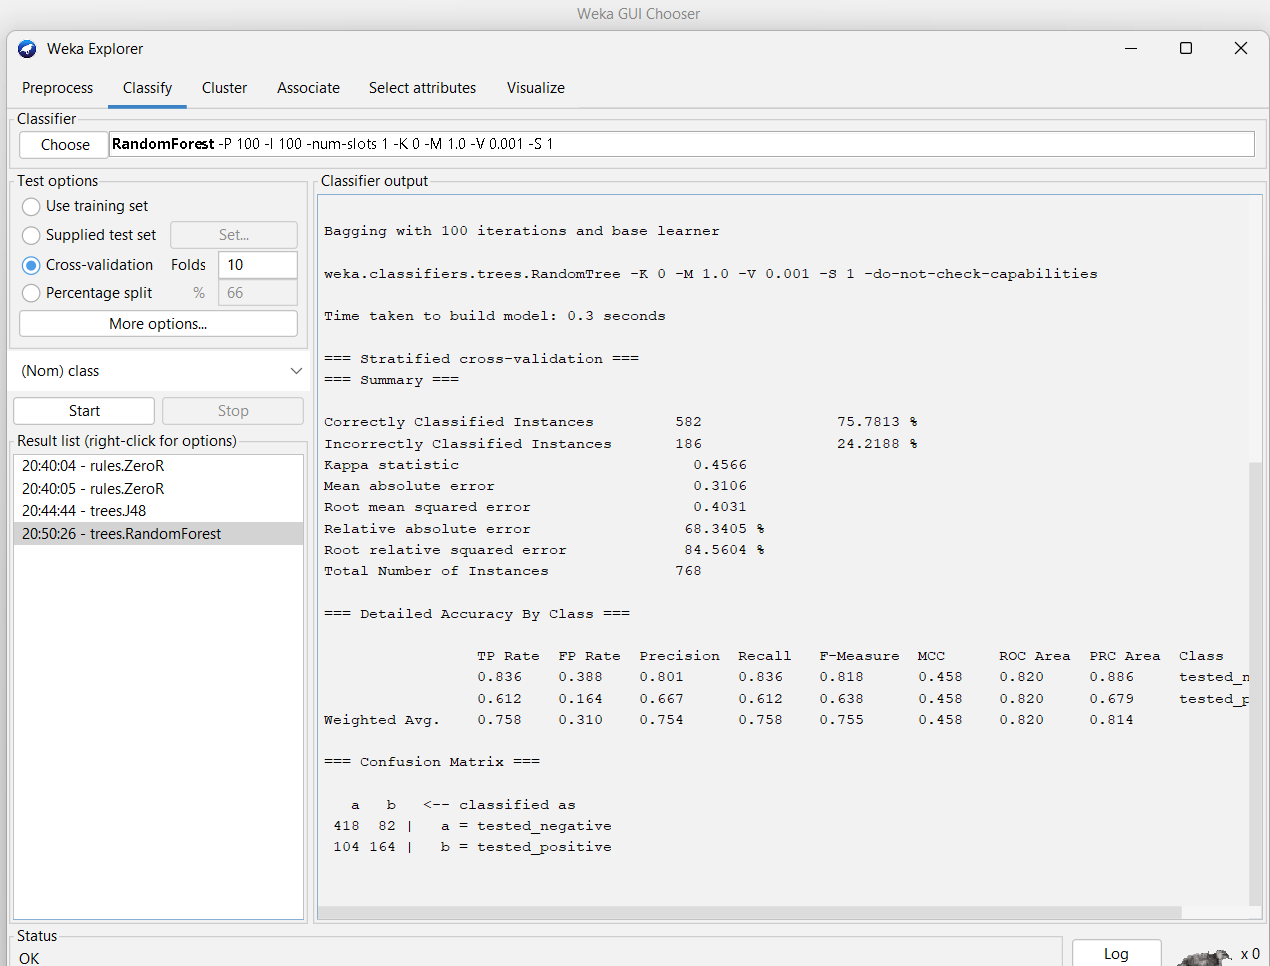 Weka GUI Chooser
Weka Explorer
Preprocess Classify Cluster Associate Select attributes Visualize
Classifier
Choose RandomForest -P 100 -I 100 -num-slots 1 -K 0 -M 1.0 -V 0.001 -S 1
Test options
Use training set
Supplied test set Set...
Cross-validation Folds 10
Percentage split % 66
More options...
(Nom) class
Start Stop
Result list (right-click for options)
20:40:04 - rules.ZeroR
20:40:05 - rules.ZeroR
20:44:44 - trees.J48
20:50:26 - trees.RandomForest
Classifier output
Bagging with 100 iterations and base learner
weka.classifiers.trees.RandomTree -K 0 -M 1.0 -V 0.001 -S 1 -do-not-check-capabilities
Time taken to build model: 0.3 seconds
=== Stratified cross-validation ===
=== Summary ===
Correctly Classified Instances 582 75.7813 %
Incorrectly Classified Instances 186 24.2188 %
Kappa statistic 0.4566
Mean absolute error 0.3106
Root mean squared error 0.4031
Relative absolute error 68.3405 %
Root relative squared error 84.5604 %
Total Number of Instances 768
=== Detailed Accuracy By Class ===
TP Rate FP Rate Precision Recall F-Measure MCC ROC Area PRC Area Class
0.836 0.388 0.801 0.836 0.818 0.458 0.820 0.886 tested_n
0.612 0.164 0.667 0.612 0.638 0.458 0.820 0.679 tested_p
Weighted Avg. 0.758 0.310 0.754 0.758 0.755 0.458 0.820 0.814
=== Confusion Matrix ===
a b <-- classified as
418 82 | a = tested_negative
104 164 | b = tested_positive
Status
OK
Log
x 0